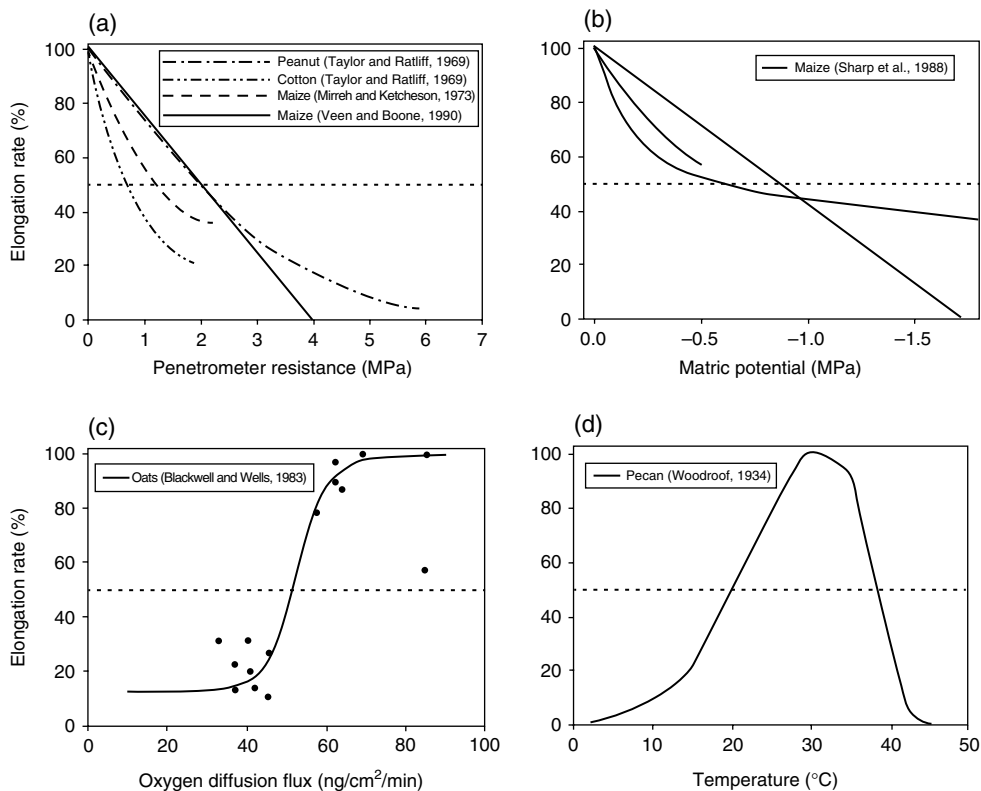 (a)
100
80
60
40
20
0
Elongation rate (%)
Peanut (Taylor and Ratliff, 1969)
Cotton (Taylor and Ratliff, 1969)
Maize (Mirreh and Ketcheson, 1973)
Maize (Veen and Boone, 1990)
0 1 2 3 4 5 6 7
Penetrometer resistance (MPa)
(b)
100
80
60
40
20
0
Maize (Sharp et al., 1988)
0.0 –0.5 –1.0 –1.5
Matric potential (MPa)
(c)
100
80
60
40
20
0
Elongation rate (%)
Oats (Blackwell and Wells, 1983)
0 20 40 60 80 100
Oxygen diffusion flux (ng/cm²/min)
(d)
100
80
60
40
20
0
Pecan (Woodroof, 1934)
0 10 20 30 40 50
Temperature (°C)